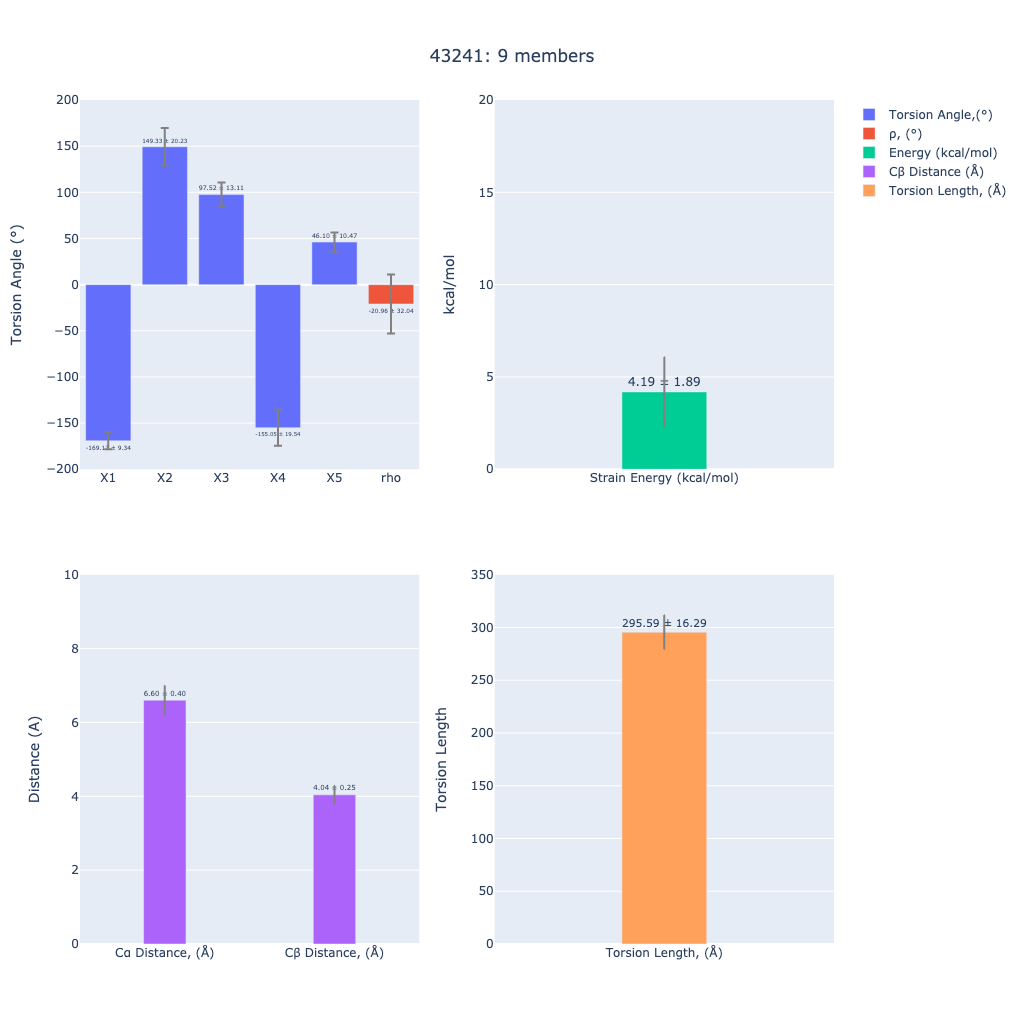 43241: 9 members
Torsion Angle (°)
200
150
100
50
0
−50
−100
−150
−200
149.33 ± 20.23
97.52 ± 13.11
46.10 ± 10.47
-20.96 ± 32.04
-155.05 ± 19.54
± 9.34
X1
X2
X3
X4
X5
rho
kcal/mol
20
15
10
5
0
4.19 ± 1.89
Strain Energy (kcal/mol)
Torsion Angle,(°)
ρ, (°)
Energy (kcal/mol)
Cβ Distance (Å)
Torsion Length, (Å)
Distance (A)
10
8
6
4
2
0
6.60 ± 0.40
4.04 ± 0.25
Cα Distance, (Å)
Cβ Distance, (Å)
Torsion Length
350
300
250
200
150
100
50
0
295.59 ± 16.29
Torsion Length, (Å)